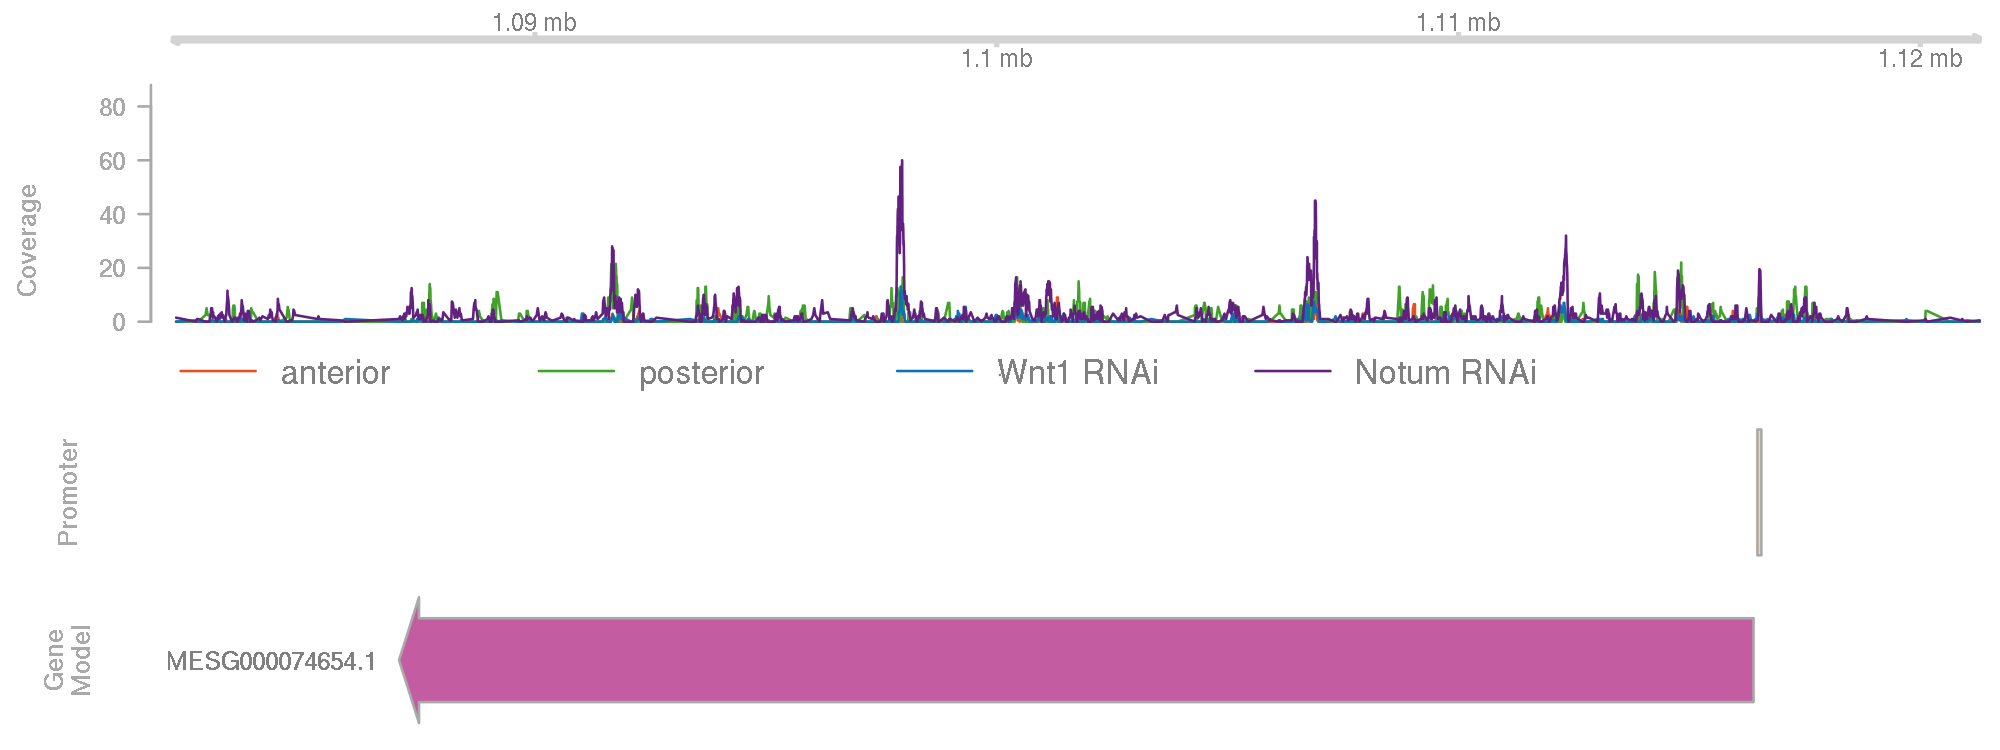 1.09 mb
1.11 mb
1.1 mb
1.12 mb
Coverage
80
60
40
20
0
anterior
posterior
Wnt1 RNAi
Notum RNAi
Promoter
Gene
Model
MESG000074654.1